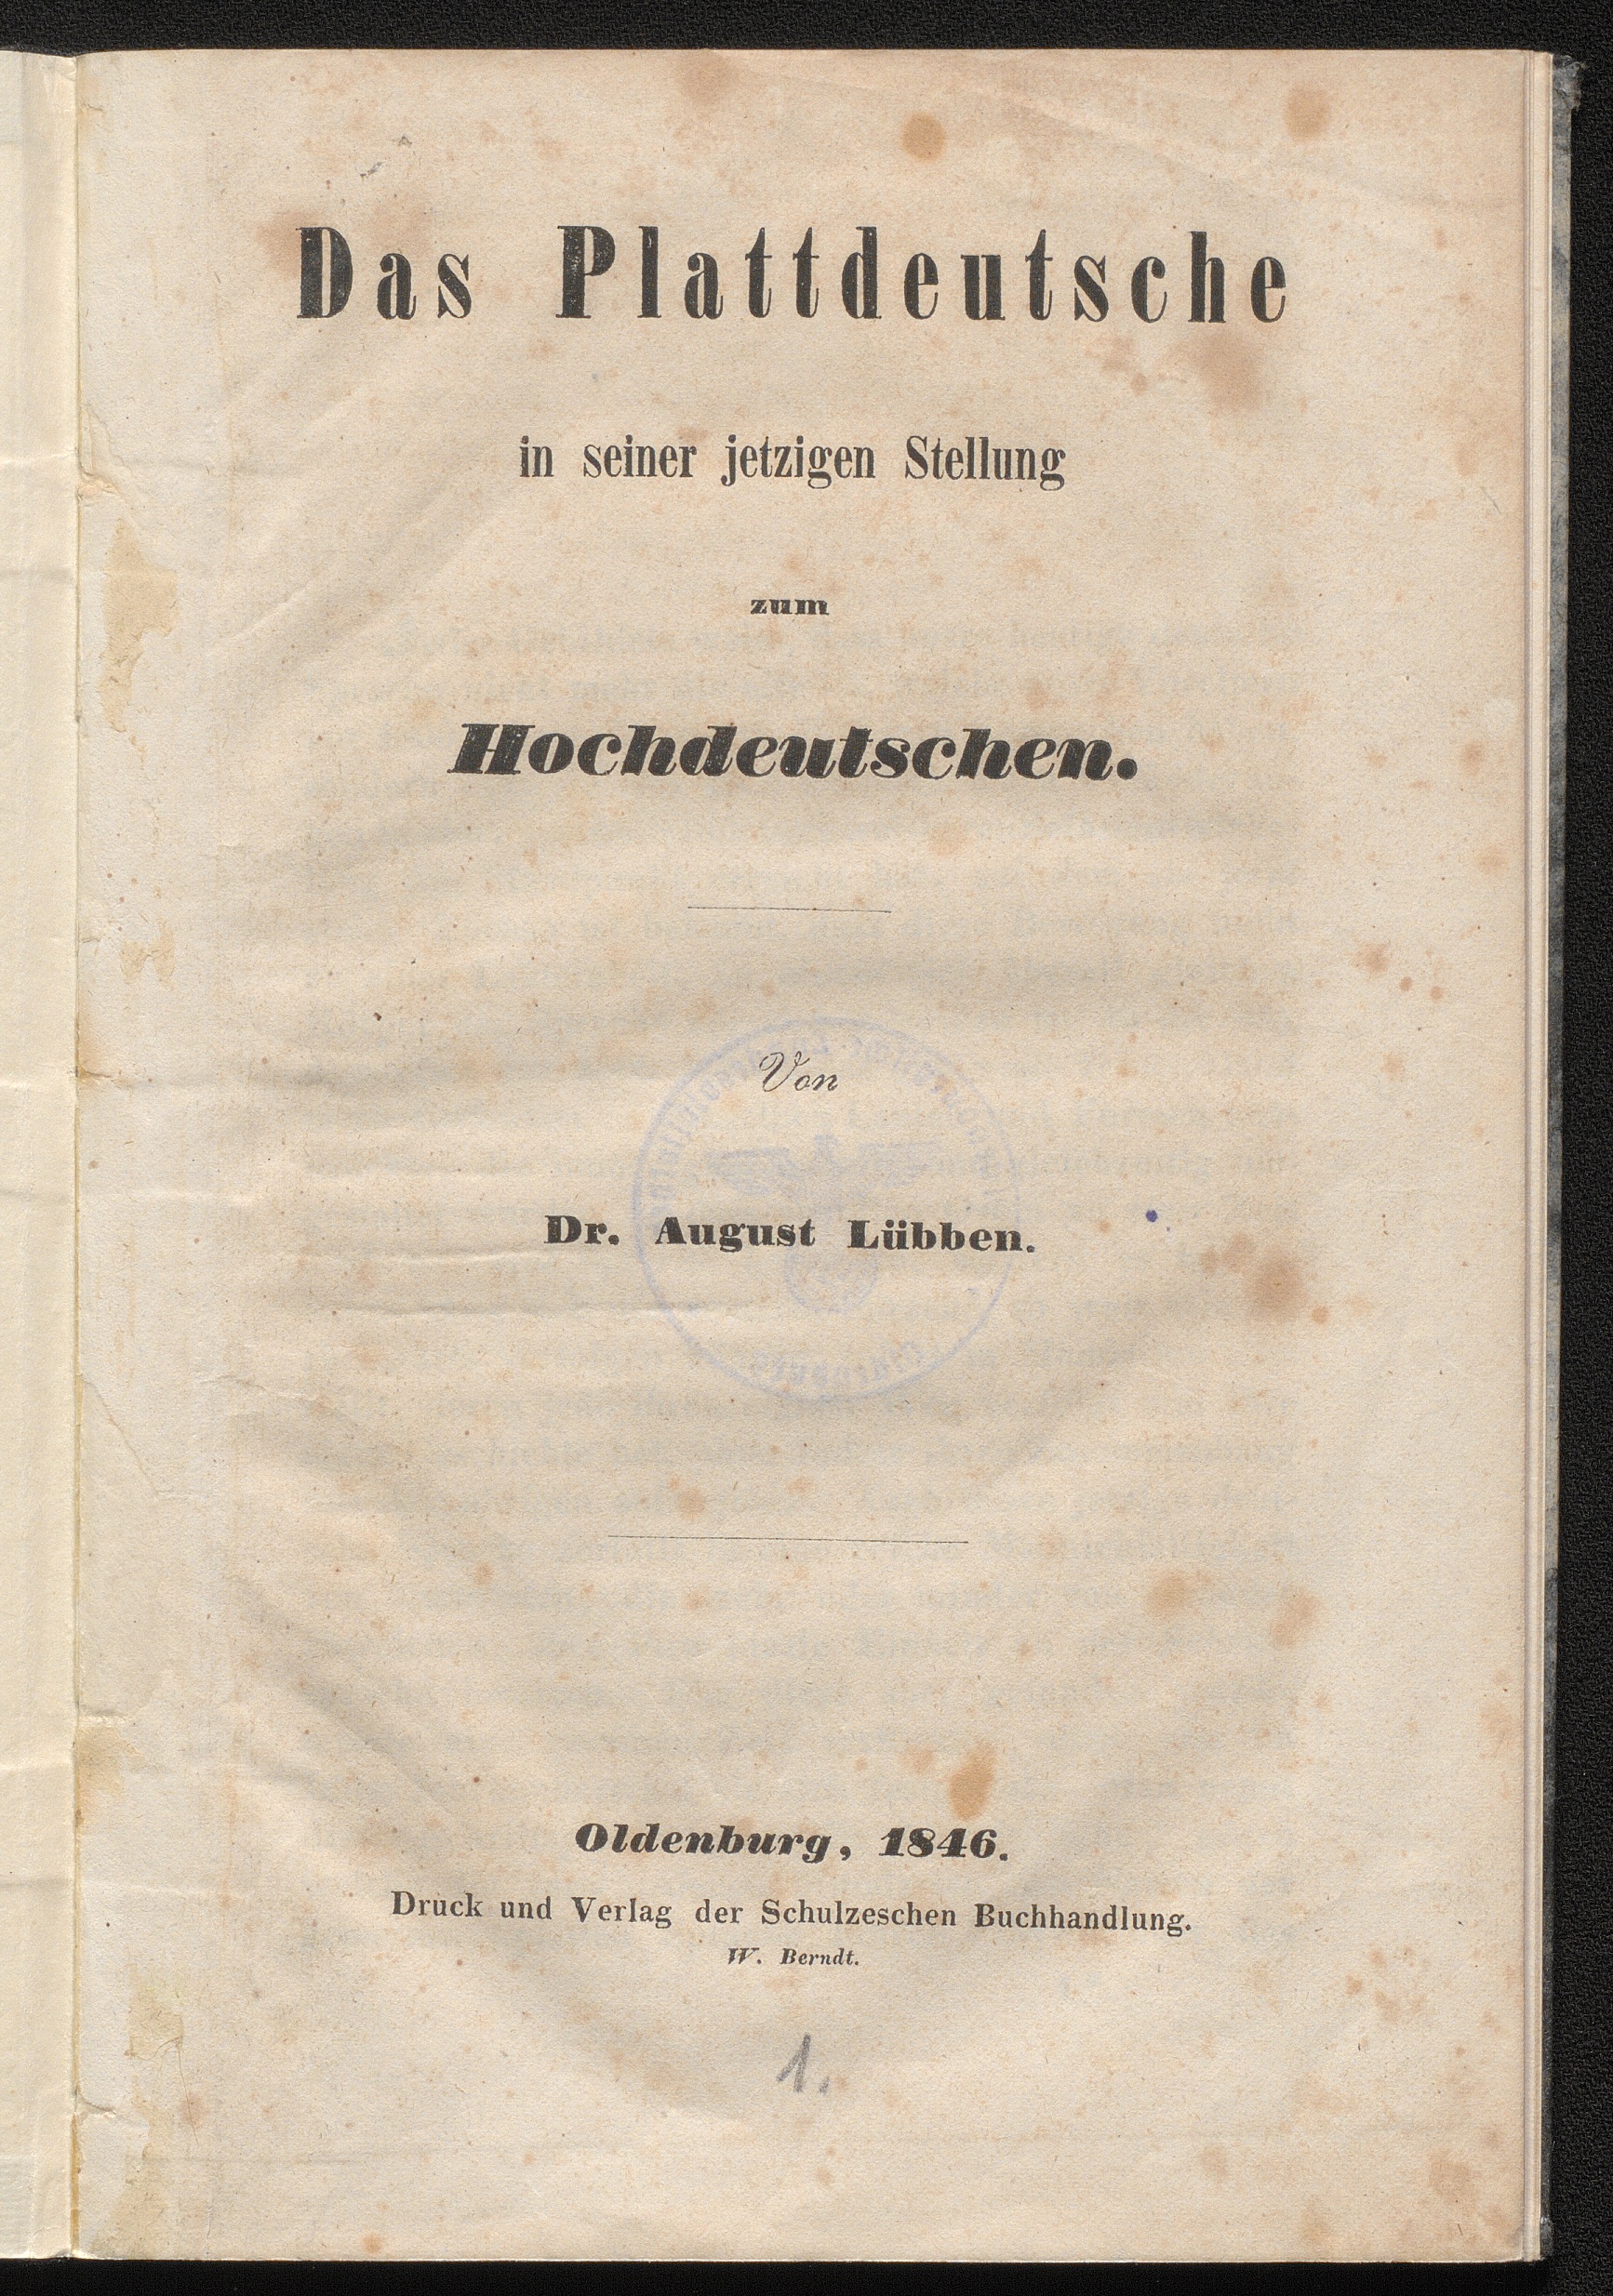 Das Plattdeutsche
in seiner jetzigen Stellung
zum
Hochdeutschen.
Von
Dr. August Lübben.
Oldenburg, 1846.
Druck und Verlag der Schulzeschen Buchhandlung.
W. Berndt.
1.